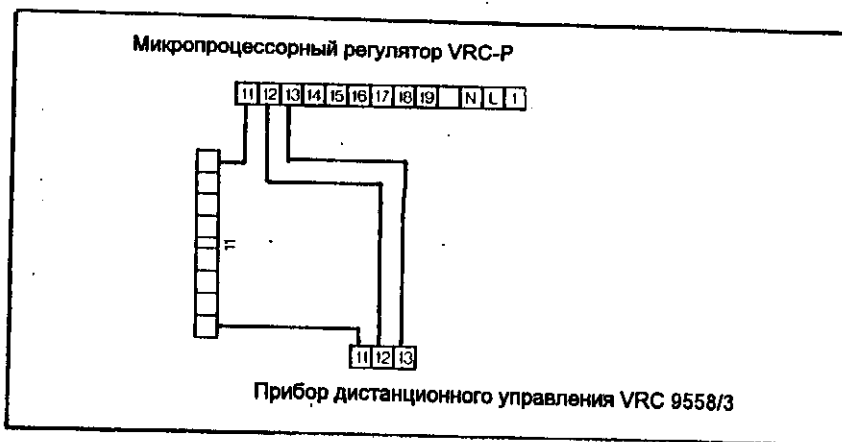 Микропроцессорный регулятор VRC-P
11 12 13 14 15 16 17 18 19 N L 1
11
11 12 13
Прибор дистанционного управления VRC 9558/3